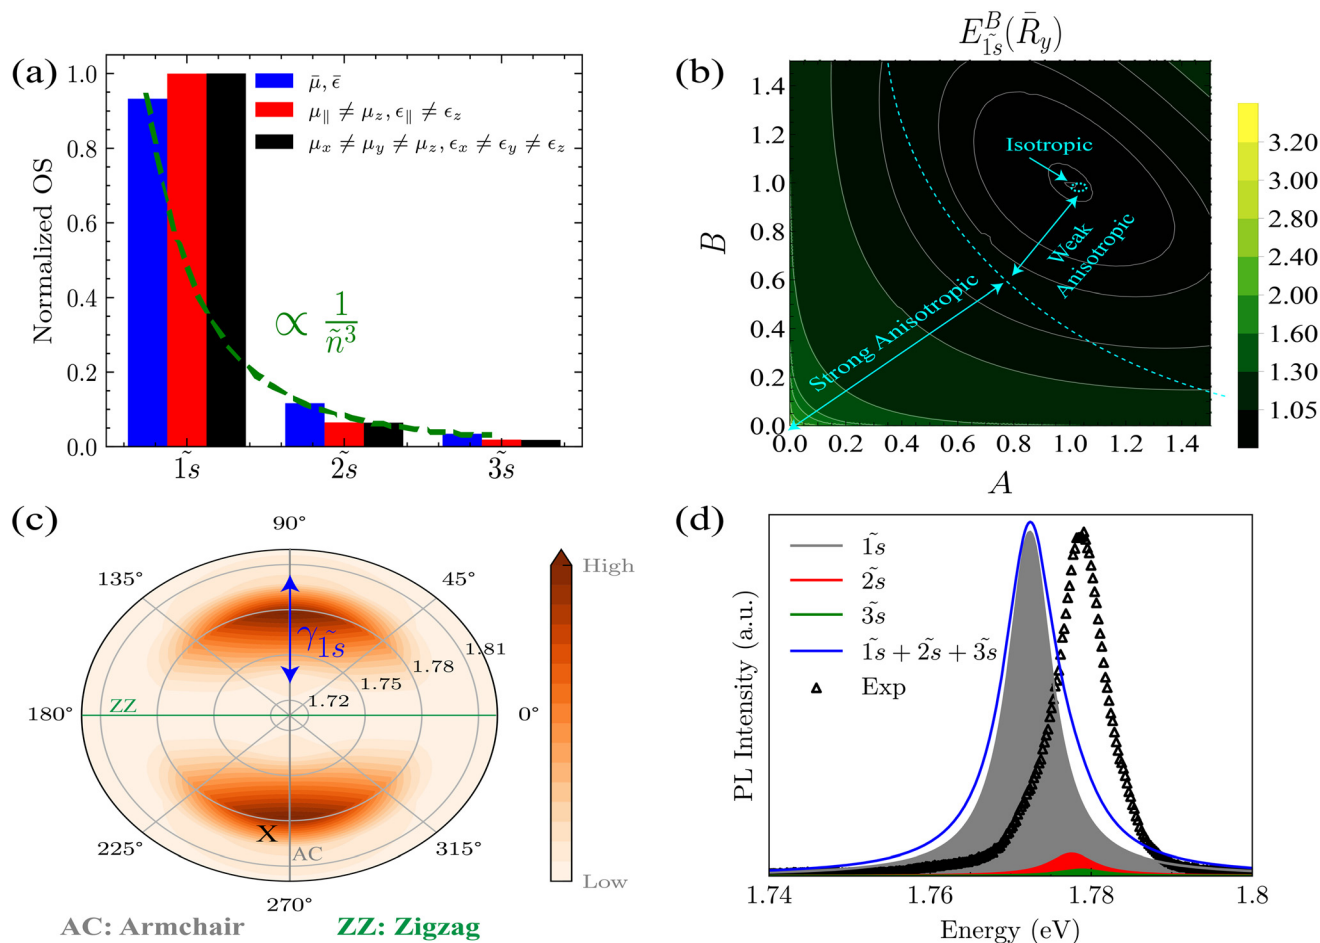 (a)
1.0
0.8
0.6
0.4
0.2
0.0
Normalized OS
μ̄, ε̄
μ∥ ≠ μz, ϵ∥ ≠ ϵz
μx ≠ μy ≠ μz, ϵx ≠ ϵy ≠ ϵz
∝ 1/ñ³
1̃s 2̃s 3̃s
E^B_1̃s(R̄y)
(b)
1.4
1.2
1.0
0.8
0.6
0.4
0.2
0.0
B
Isotropic
Weak
Anisotropic
Strong Anisotropic
0.0 0.2 0.4 0.6 0.8 1.0 1.2 1.4
A
3.20
3.00
2.40
2.00
1.60
1.30
1.05
(c)
90°
135° 45°
γ1̃s
1.81
1.78
1.75
1.72
180° ZZ 0°
X
AC
225° 315°
270°
High
Low
AC: Armchair ZZ: Zigzag
(d)
1̃s
2̃s
3̃s
1̃s + 2̃s + 3̃s
Exp
PL Intensity (a.u.)
1.74 1.76 1.78 1.8
Energy (eV)